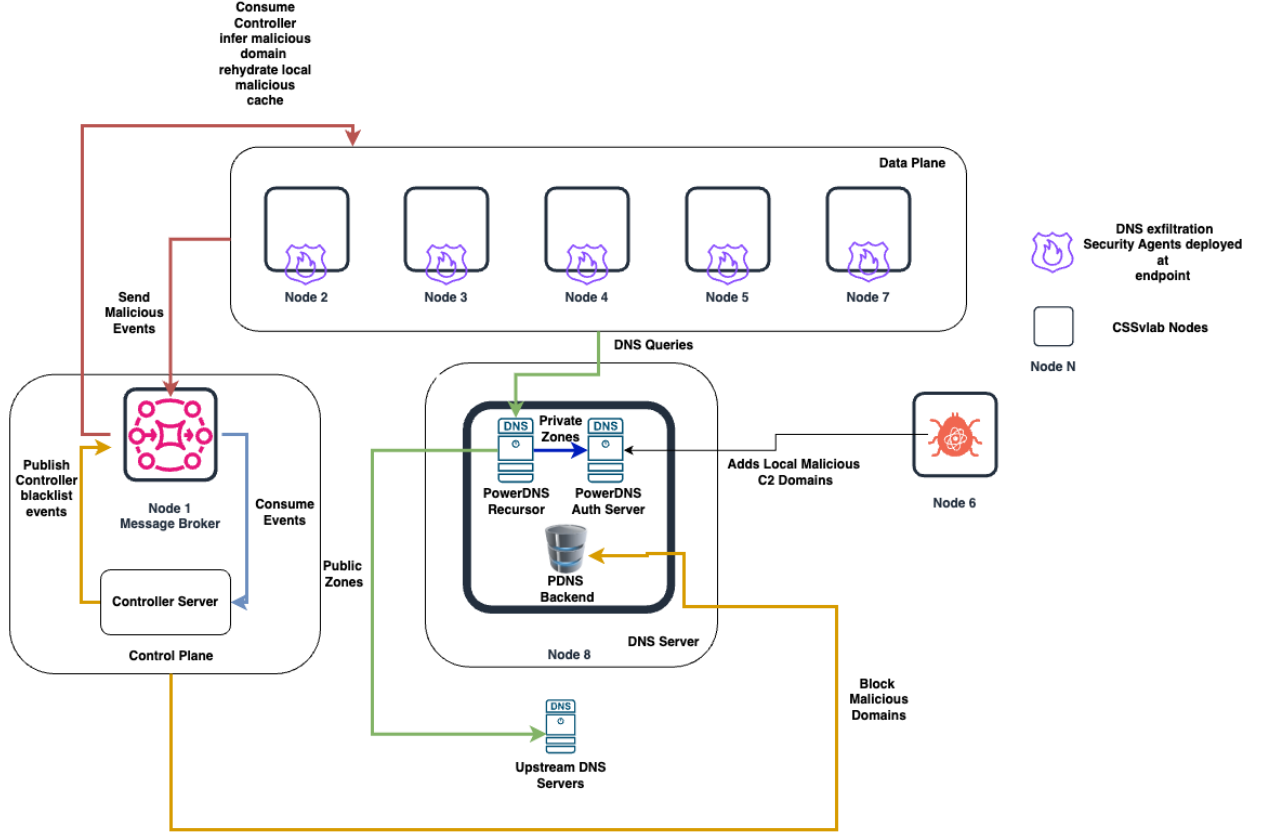 Consume
Controller
infer malicious
domain
rehydrate local
malicious
cache
Data Plane
Node 2
Node 3
Node 4
Node 5
Node 7
DNS exfiltration
Security Agents deployed
at
endpoint
CSSvlab Nodes
Node N
Send
Malicious
Events
DNS Queries
Publish
Controller
blacklist
events
Node 1
Message Broker
Consume
Events
Controller Server
Control Plane
Public
Zones
DNS
Private
Zones
DNS
PowerDNS
Recursor
PowerDNS
Auth Server
PDNS
Backend
DNS Server
Node 8
Adds Local Malicious
C2 Domains
Node 6
Block
Malicious
Domains
DNS
Upstream DNS
Servers